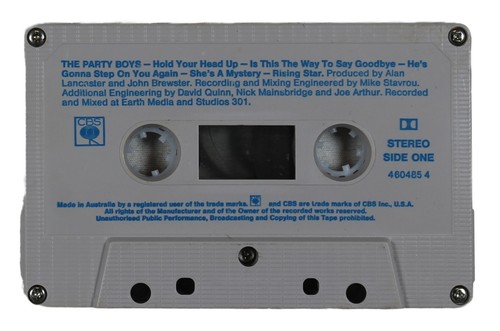 THE PARTY BOYS – Hold Your Head Up – Is This The Way To Say Goodbye – He's
Gonna Step On You Again – She's A Mystery – Rising Star. Produced by Alan
Lancaster and John Brewster. Recording and Mixing Engineered by Mike Stavrou.
Additional Engineering by David Quinn, Nick Mainsbridge and Joe Arthur. Recorded
and Mixed at Earth Media and Studios 301.
CBS
STEREO
SIDE ONE
460485 4
Made in Australia by a registered user of the trade marks. and CBS are trade marks of CBS Inc., U.S.A.
All rights of the Manufacturer and of the Owner of the recorded works reserved.
Unauthorised Public Performance, Broadcasting and Copying of this Tape prohibited.